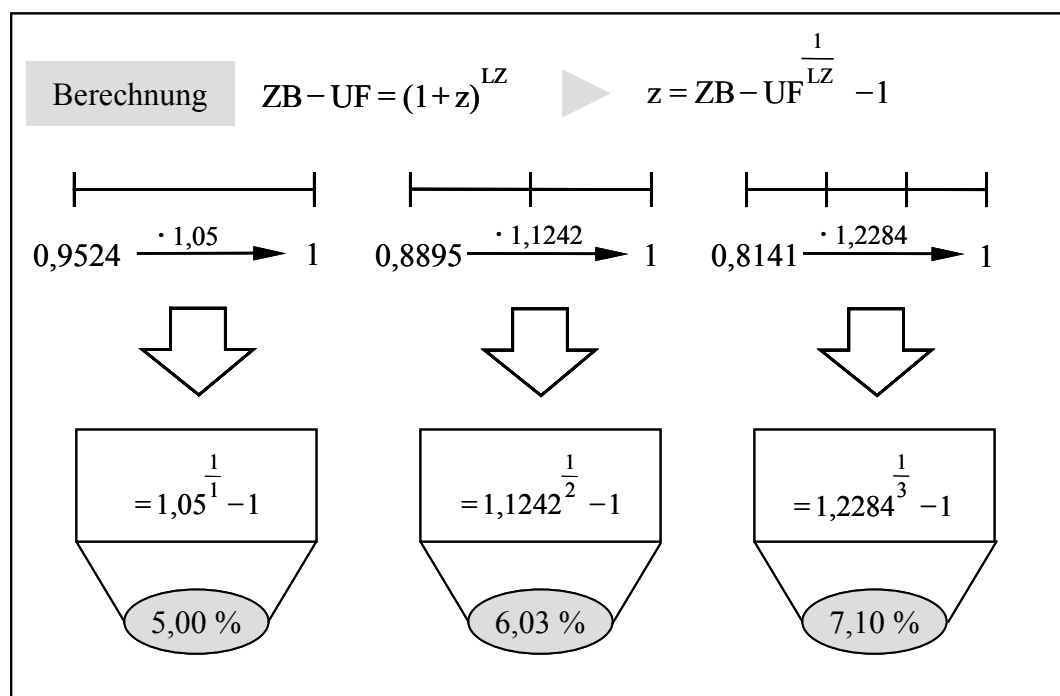 Berechnung ZB − UF = (1 + z)^LZ z = ZB − UF^(1/LZ) − 1
0,9524 · 1,05 1 0,8895 · 1,1242 1 0,8141 · 1,2284 1
= 1,05^(1/1) − 1 = 1,1242^(1/2) − 1 = 1,2284^(1/3) − 1
5,00 % 6,03 % 7,10 %